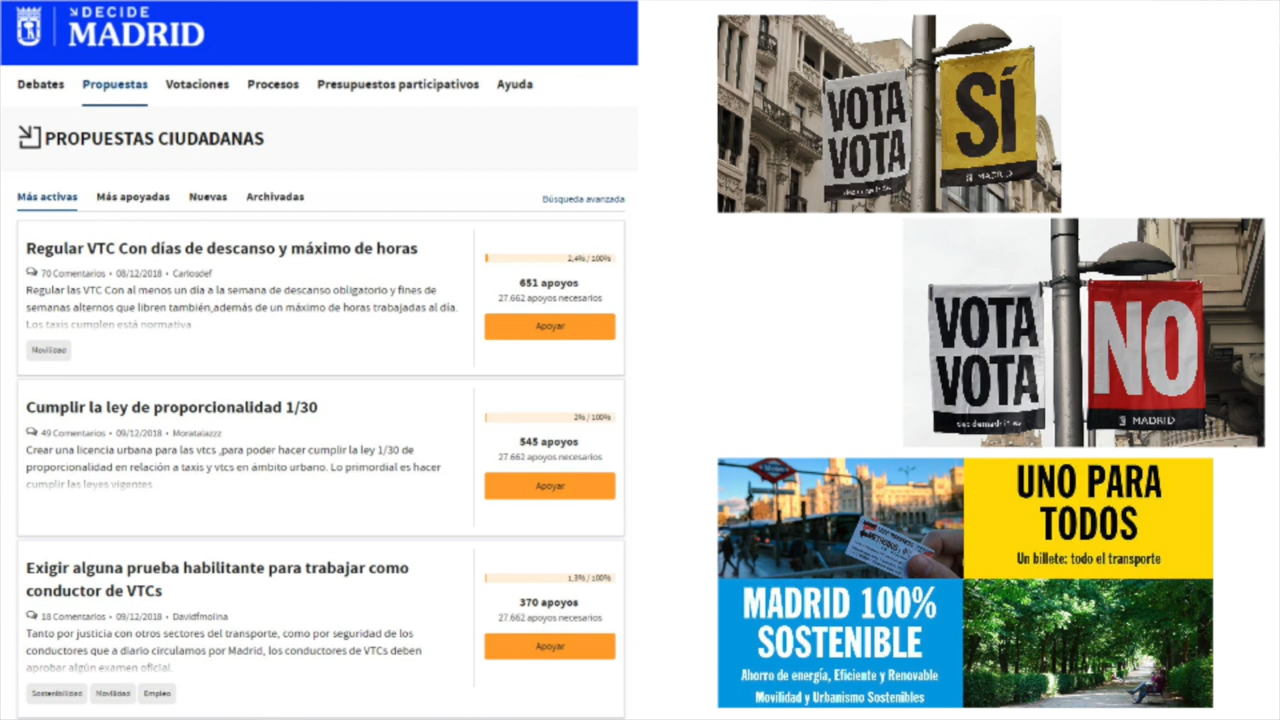 DECIDE
MADRID
Debates Propuestas Votaciones Procesos Presupuestos participativos Ayuda
PROPUESTAS CIUDADANAS
Más activas Más apoyadas Nuevas Archivadas Búsqueda avanzada
Regular VTC Con días de descanso y máximo de horas
70 Comentarios • 08/12/2018 • Carlosdef
Regular las VTC Con al menos un dia a la semana de descanso obligatorio y fines de
semanas alternos que libren también,además de un máximo de horas trabajadas al día.
Los taxis cumplen está normativa
Movilidad
2,4% / 100%
651 apoyos
27.662 apoyos necesarios
Apoyar
Cumplir la ley de proporcionalidad 1/30
49 Comentarios • 09/12/2018 • Moratalazzz
Crear una licencia urbana para las vtcs ,para poder hacer cumplir la ley 1/30 de
proporcionalidad en relación a taxis y vtcs en ámbito urbano. Lo primordial es hacer
cumplir las leyes vigentes
2% / 100%
545 apoyos
27.662 apoyos necesarios
Apoyar
Exigir alguna prueba habilitante para trabajar como
conductor de VTCs
18 Comentarios • 09/12/2018 • Davidfmolina
Tanto por justicia con otros sectores del transporte, como por seguridad de los
conductores que a diario circulamos por Madrid, los conductores de VTCs deben
aprobar algún examen oficial.
Sostenibilidad Movilidad Empleo
1,3% / 100%
370 apoyos
27.662 apoyos necesarios
Apoyar
VOTA
VOTA
SÍ
MADRID
VOTA
VOTA
NO
MADRID
UNO PARA
TODOS
Un billete: todo el transporte
MADRID 100%
SOSTENIBLE
Ahorro de energía, Eficiente y Renovable
Movilidad y Urbanismo Sostenibles